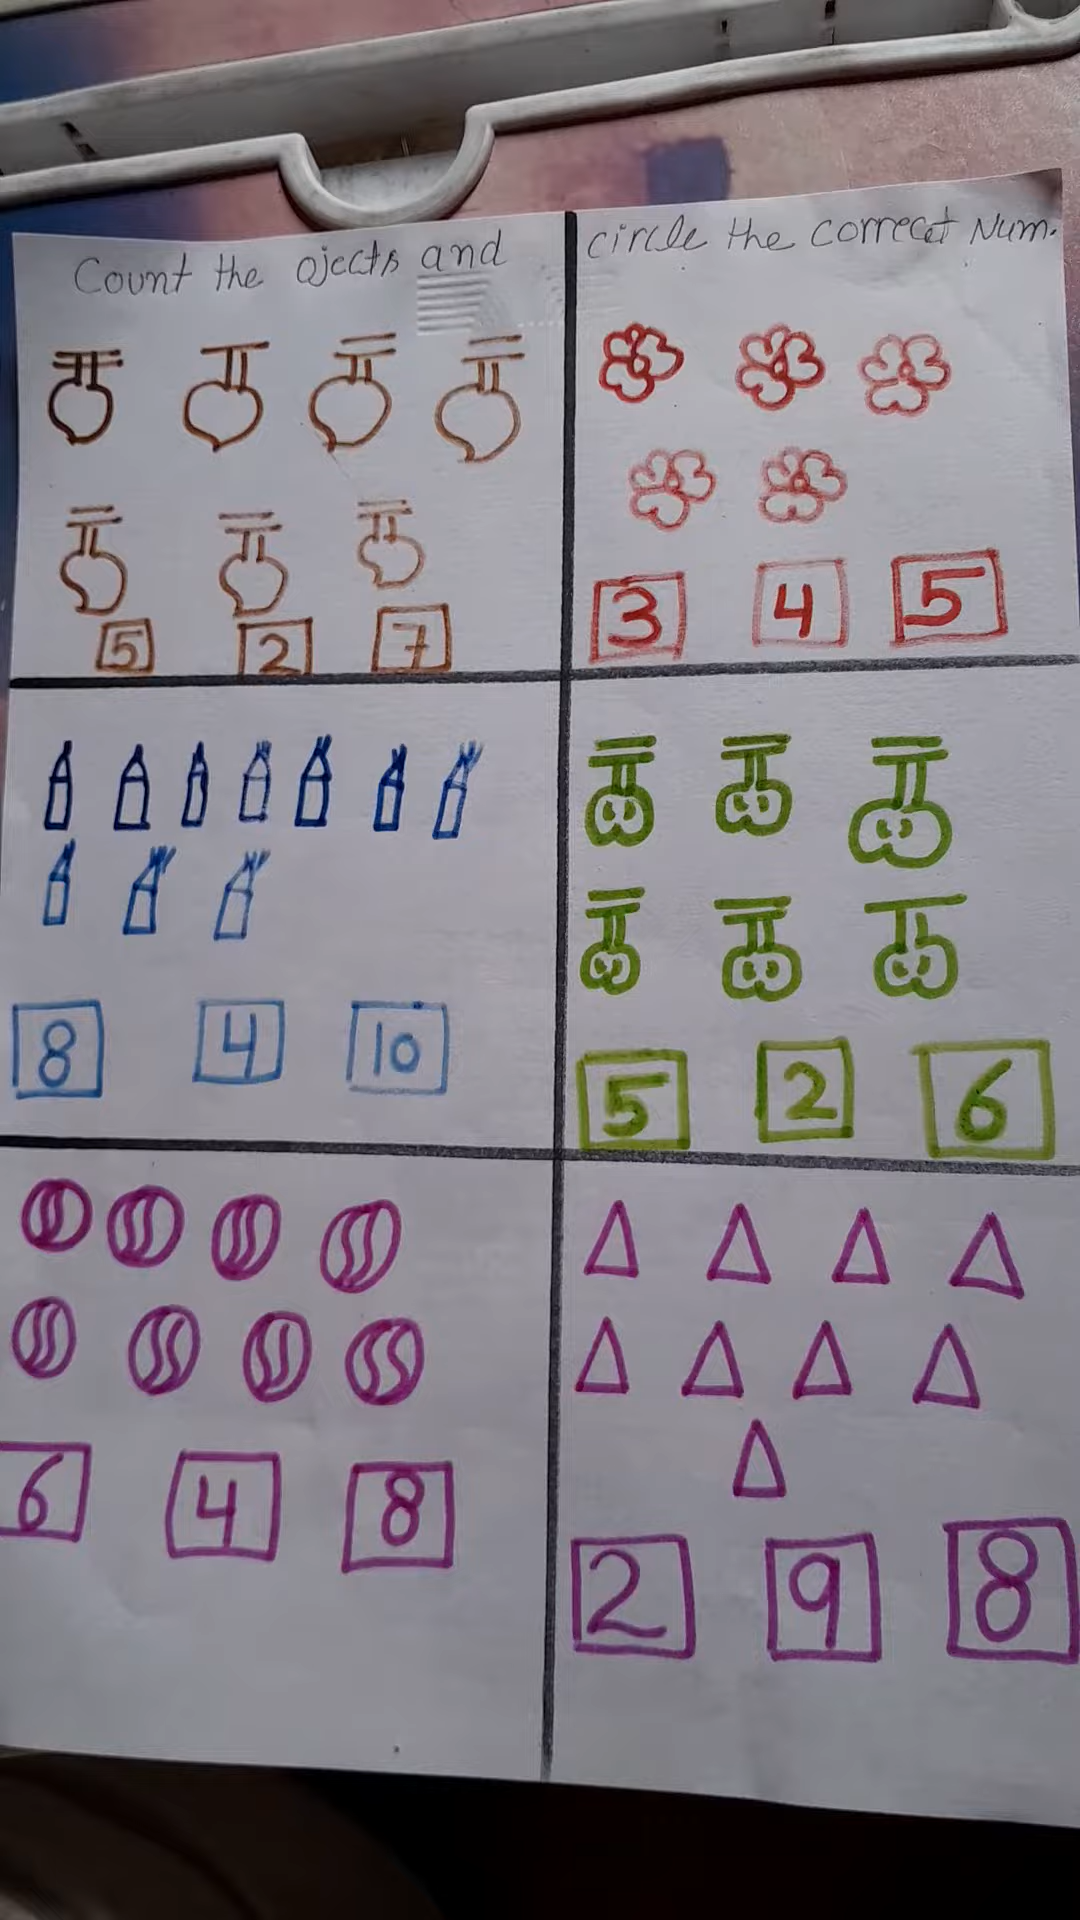 Count the ojects and
circle the correcet Num.
5 2 7
3 4 5
8 4 10
5 2 6
6 4 8
2 9 8